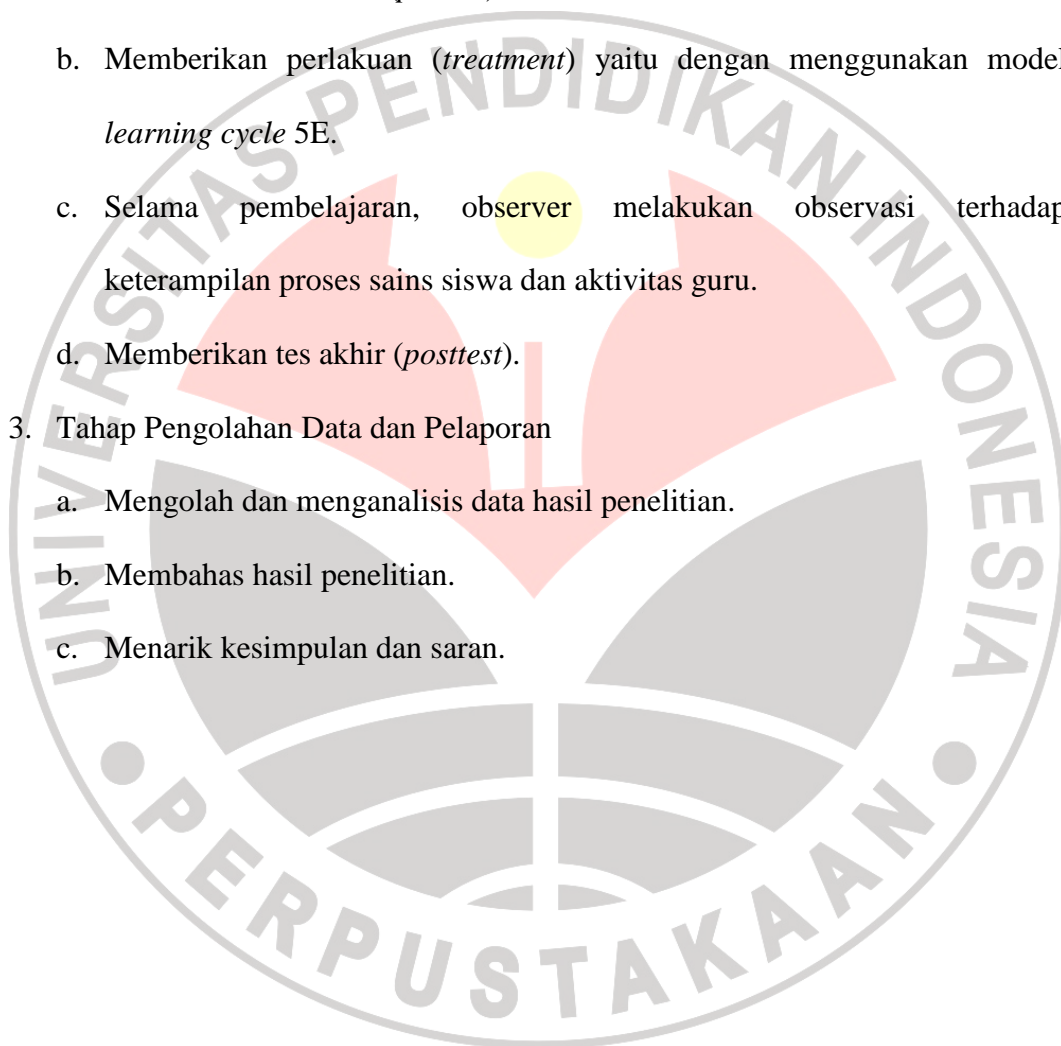 b. Memberikan perlakuan (treatment) yaitu dengan menggunakan model
learning cycle 5E.
c. Selama pembelajaran, observer melakukan observasi terhadap
keterampilan proses sains siswa dan aktivitas guru.
d. Memberikan tes akhir (posttest).
3. Tahap Pengolahan Data dan Pelaporan
a. Mengolah dan menganalisis data hasil penelitian.
b. Membahas hasil penelitian.
c. Menarik kesimpulan dan saran.
UNIVERSITAS PENDIDIKAN INDONESIA
PERPUSTAKAAN